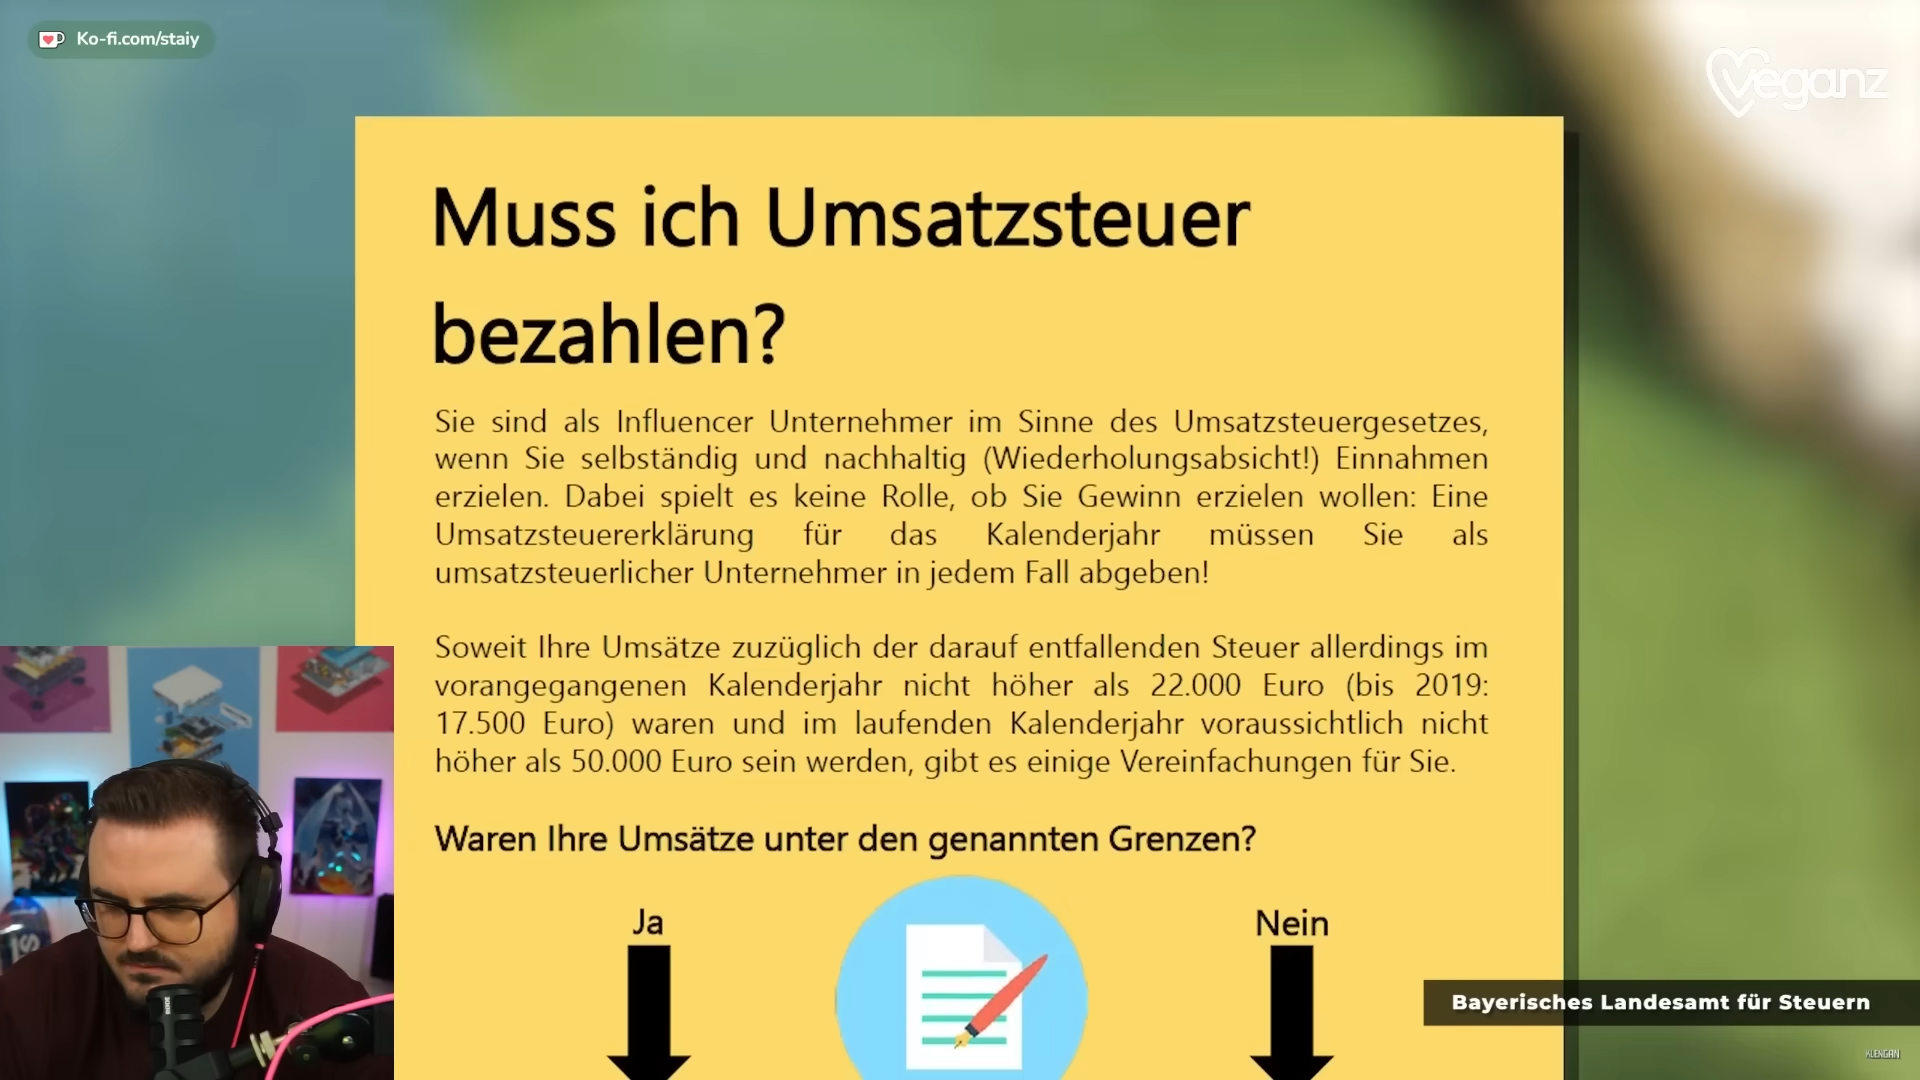 Ko-fi.com/staiy
veganz
Muss ich Umsatzsteuer
bezahlen?
Sie sind als Influencer Unternehmer im Sinne des Umsatzsteuergesetzes,
wenn Sie selbständig und nachhaltig (Wiederholungsabsicht!) Einnahmen
erzielen. Dabei spielt es keine Rolle, ob Sie Gewinn erzielen wollen: Eine
Umsatzsteuererklärung für das Kalenderjahr müssen Sie als
umsatzsteuerlicher Unternehmer in jedem Fall abgeben!
Soweit Ihre Umsätze zuzüglich der darauf entfallenden Steuer allerdings im
vorangegangenen Kalenderjahr nicht höher als 22.000 Euro (bis 2019:
17.500 Euro) waren und im laufenden Kalenderjahr voraussichtlich nicht
höher als 50.000 Euro sein werden, gibt es einige Vereinfachungen für Sie.
Waren Ihre Umsätze unter den genannten Grenzen?
Ja
Nein
Bayerisches Landesamt für Steuern
KLENGAN